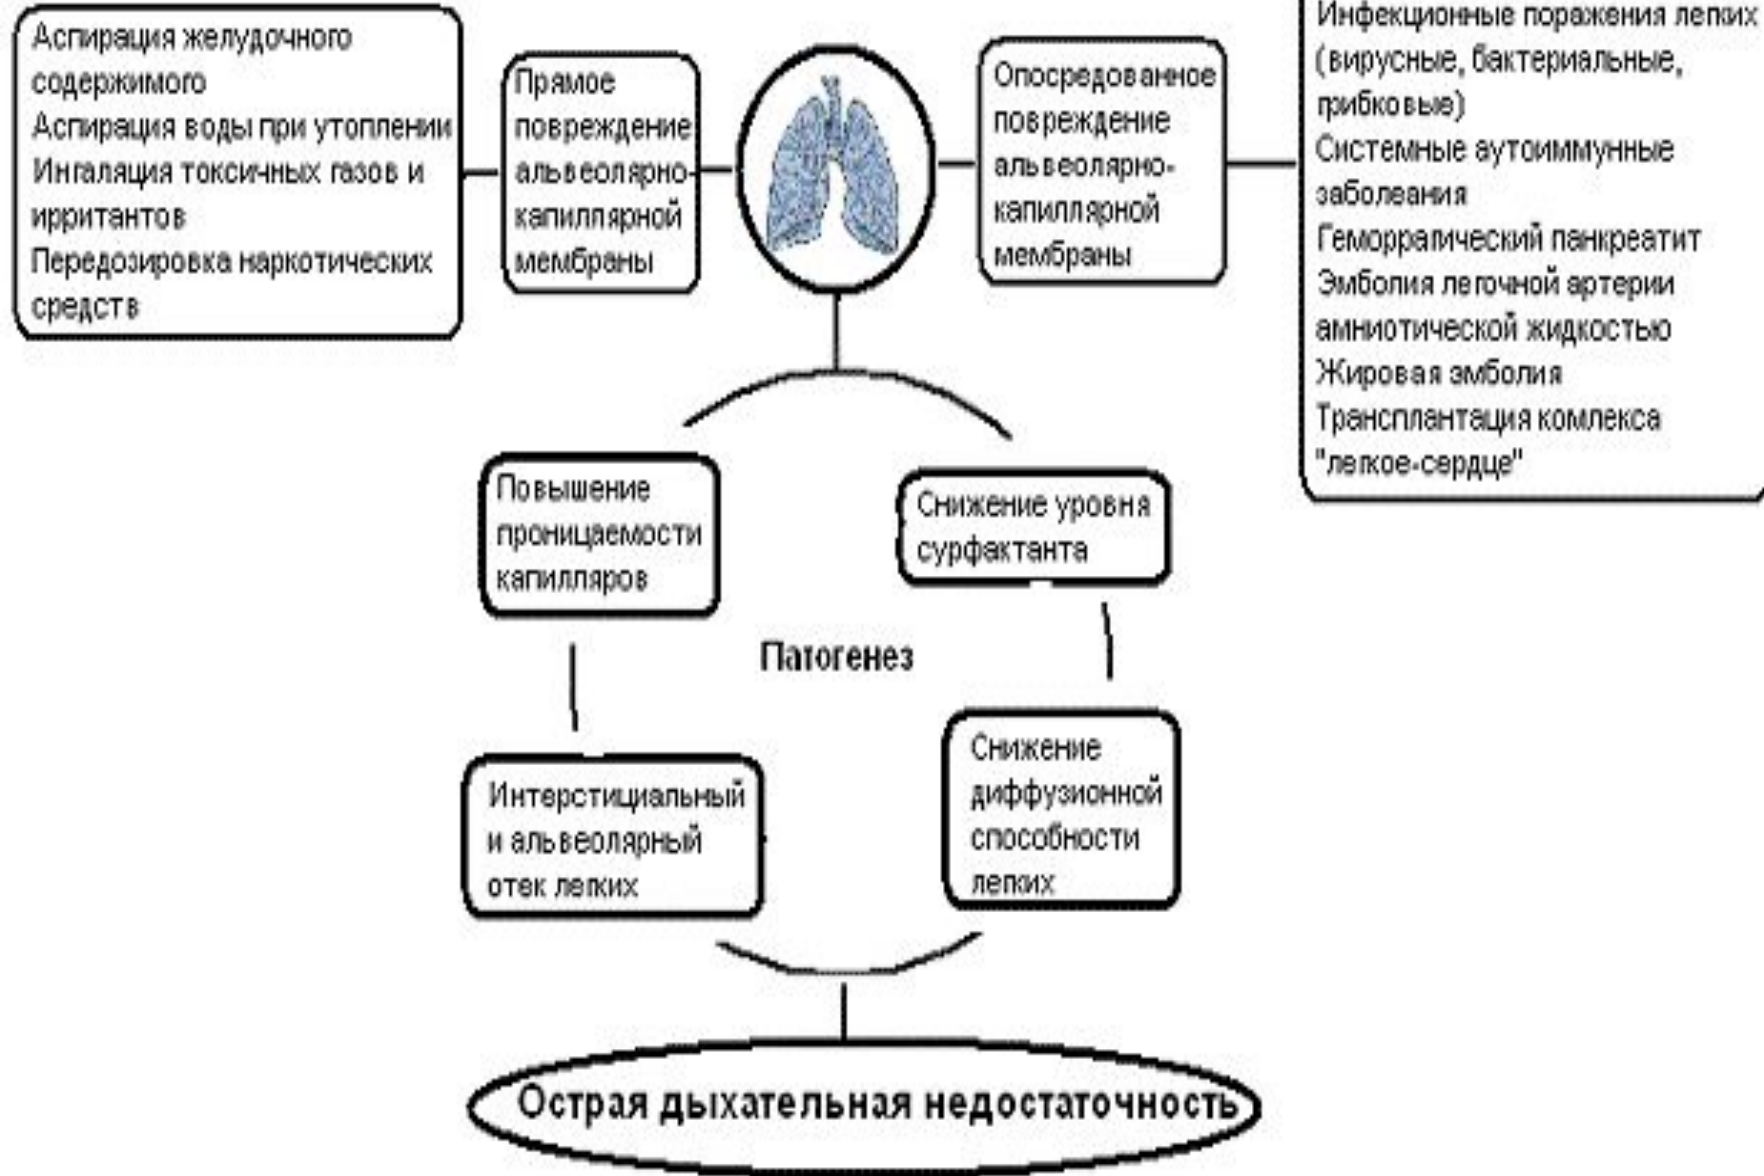 Аспирация желудочного
содержимого
Аспирация воды при утоплении
Ингаляция токсичных газов и
ирритантов
Передозировка наркотических
средств
Прямое
повреждение
альвеолярно-
капиллярной
мембраны
Опосредованное
повреждение
альвеолярно-
капиллярной
мембраны
Инфекционные поражения легких
(вирусные, бактериальные,
грибковые)
Системные аутоиммунные
заболевания
Геморрагический панкреатит
Эмболия легочной артерии
амниотической жидкостью
Жировая эмболия
Трансплантация комлекса
"легкое-сердце"
Повышение
проницаемости
капилляров
Снижение уровня
сурфактанта
Патогенез
Интерстициальный
и альвеолярный
отек легких
Снижение
диффузионной
способности
легких
Острая дыхательная недостаточность